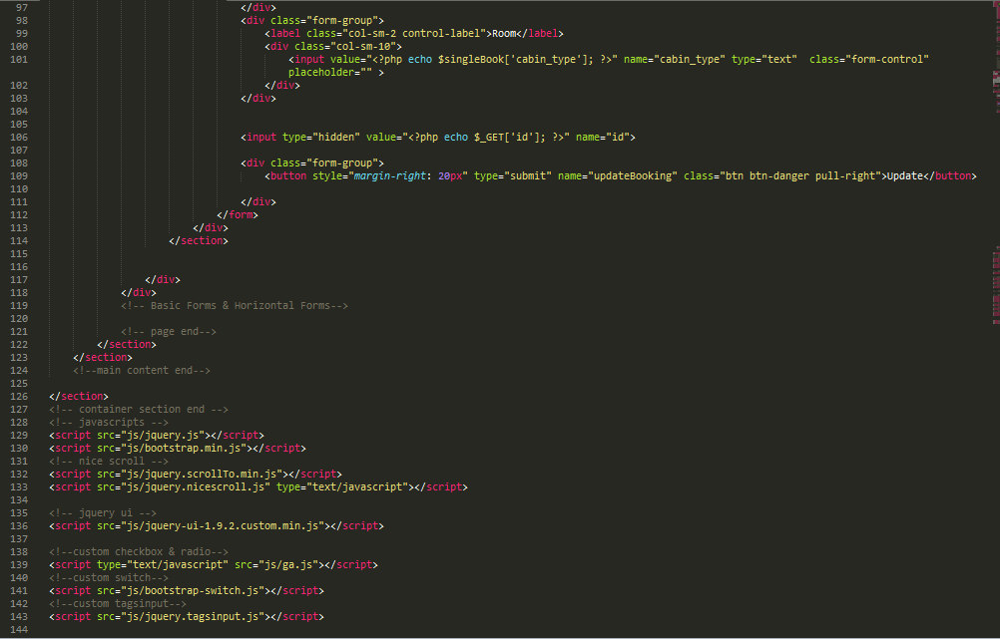 97 </div>
98 <div class="form-group">
99 <label class="col-sm-2 control-label">Room</label>
100 <div class="col-sm-10">
101 <input value="<?php echo $singleBook['cabin_type']; ?>" name="cabin_type" type="text"  class="form-control"
placeholder="" >
102 </div>
103 </div>
104
105
106 <input type="hidden" value="<?php echo $_GET['id']; ?>" name="id">
107
108 <div class="form-group">
109 <button style="margin-right: 20px" type="submit" name="updateBooking" class="btn btn-danger pull-right">Update</button>
110
111 </div>
112 </form>
113 </div>
114 </section>
115
116
117 </div>
118 </div>
119 <!-- Basic Forms & Horizontal Forms-->
120
121 <!-- page end-->
122 </section>
123 </section>
124 <!--main content end-->
125
126 </section>
127 <!-- container section end -->
128 <!-- javascripts -->
129 <script src="js/jquery.js"></script>
130 <script src="js/bootstrap.min.js"></script>
131 <!-- nice scroll -->
132 <script src="js/jquery.scrollTo.min.js"></script>
133 <script src="js/jquery.nicescroll.js" type="text/javascript"></script>
134
135 <!-- jquery ui -->
136 <script src="js/jquery-ui-1.9.2.custom.min.js"></script>
137
138 <!--custom checkbox & radio-->
139 <script type="text/javascript" src="js/ga.js"></script>
140 <!--custom switch-->
141 <script src="js/bootstrap-switch.js"></script>
142 <!--custom tagsinput-->
143 <script src="js/jquery.tagsinput.js"></script>
144